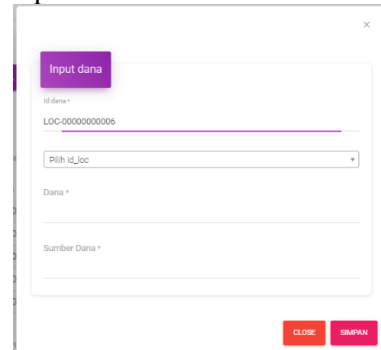 ×
Input dana
Id dana *
LOC-00000000006
Pilih id_loc
Dana *
Sumber Dana *
CLOSE
SIMPAN